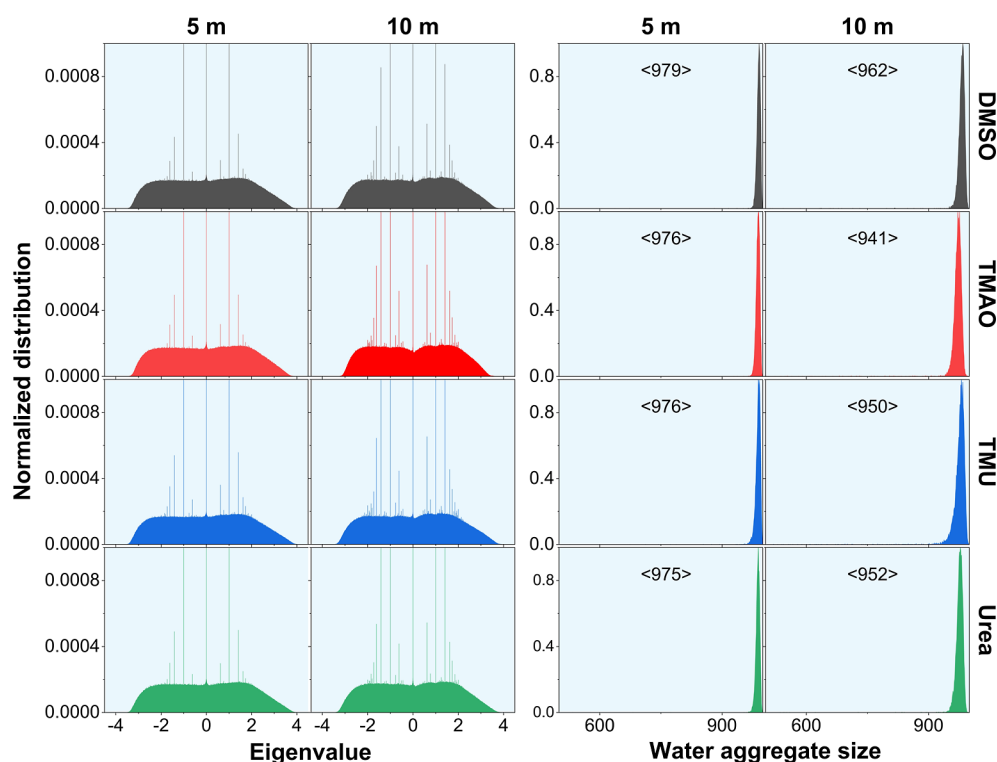 5 m 10 m 5 m 10 m
0.0008 0.8 <979> <962> DMSO
0.0004 0.4
0.0000 0.0
0.0008 0.8 <976> <941> TMAO
0.0004 0.4
0.0000 0.0
0.0008 0.8 <976> <950> TMU
0.0004 0.4
0.0000 0.0
0.0008 0.8 <975> <952> Urea
0.0004 0.4
0.0000 0.0
-4 -2 0 2 4 -4 -2 0 2 4 600 900 600 900
Normalized distribution
Eigenvalue Water aggregate size